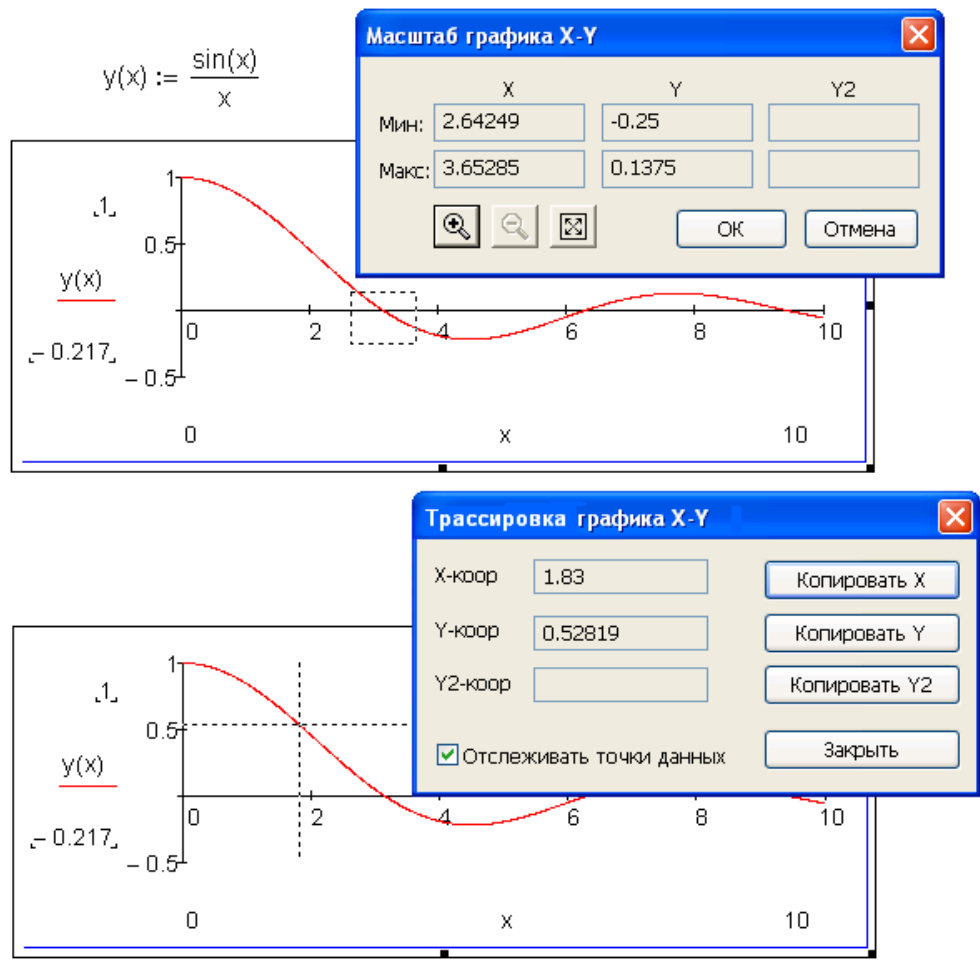 y(x) := sin(x)/x
Масштаб графика X-Y
X Y Y2
Мин: 2.64249 -0.25
Макс: 3.65285 0.1375
ОК Отмена
1
1
0.5
y(x)
0 2 4 6 8 10
− 0.217
− 0.5
0 x 10
Трассировка графика X-Y
X-коор 1.83 Копировать X
Y-коор 0.52819 Копировать Y
Y2-коор Копировать Y2
Отслеживать точки данных Закрыть
1
1
0.5
y(x)
0 2 4 6 8 10
− 0.217
− 0.5
0 x 10